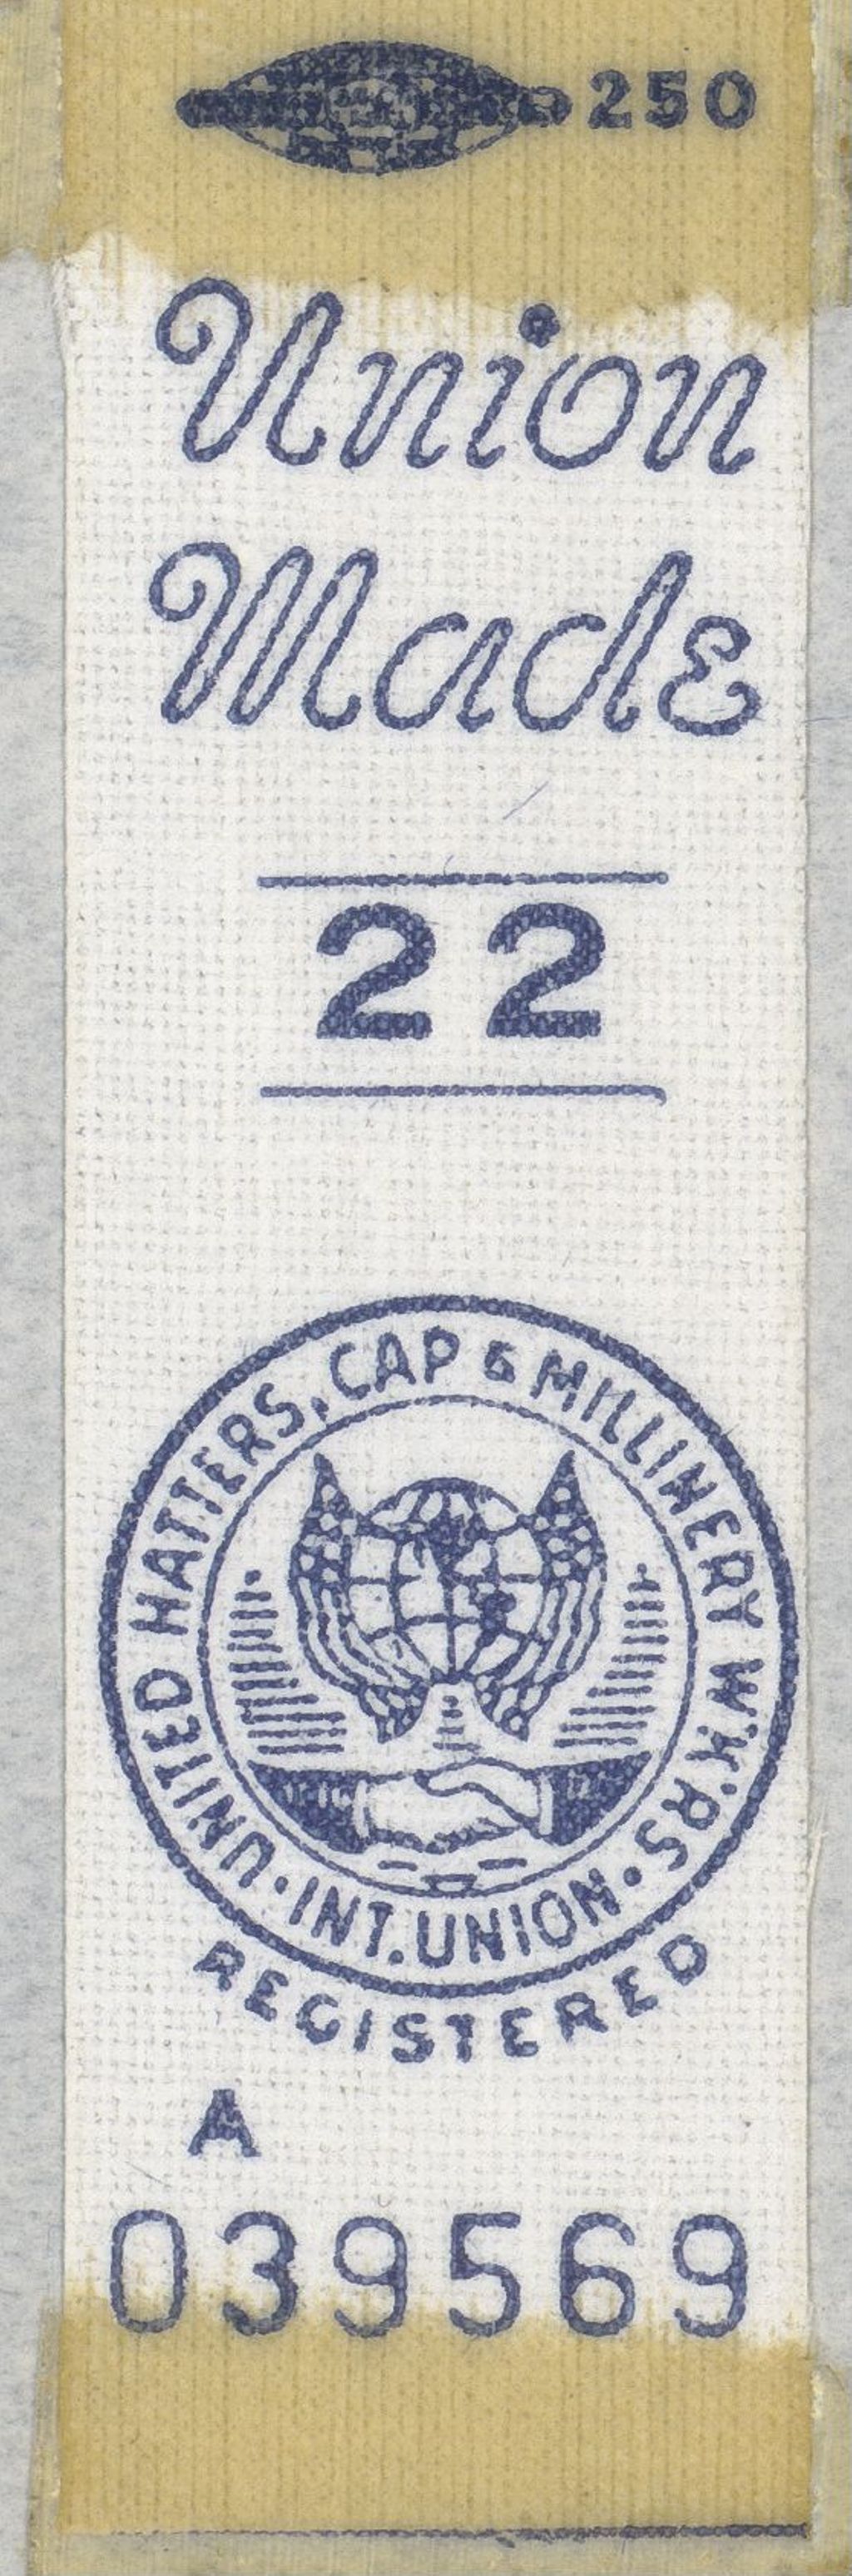 250
Union
Made
22
UNITED HATTERS, CAP & MILLINERY W'K'RS
· INT. UNION ·
REGISTERED
A
039569